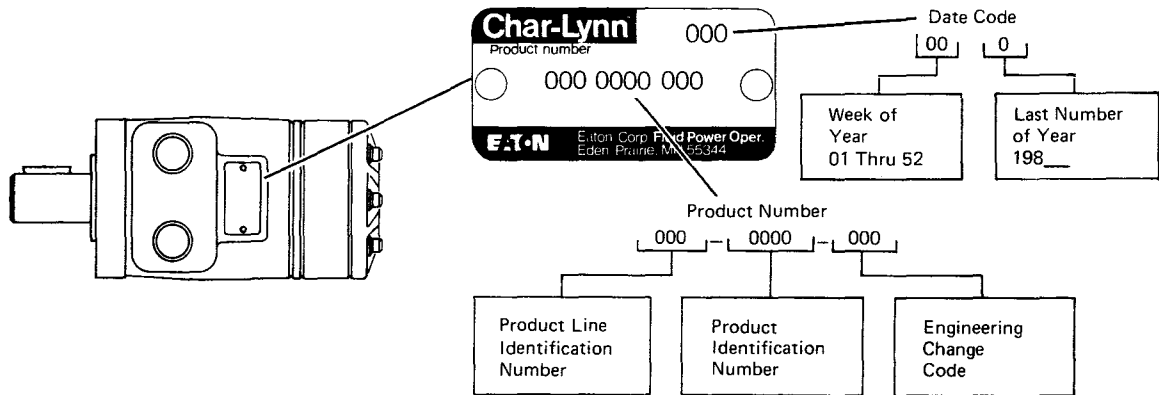 Char-Lynn
000
Product number
000 0000 000
EATON
Eaton Corp Fluid Power Oper.
Eden Prairie, MN 55344
Date Code
00 0
Week of
Year
01 Thru 52
Last Number
of Year
198__
Product Number
000 - 0000 - 000
Product Line
Identification
Number
Product
Identification
Number
Engineering
Change
Code